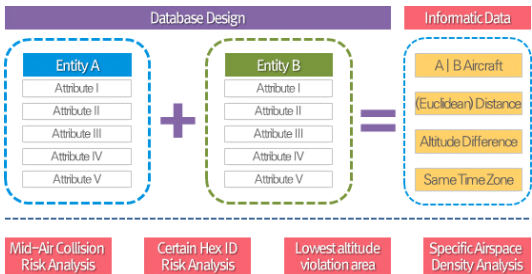 Database Design
Informatic Data
Entity A
Attribute I
Attribute II
Attribute III
Attribute IV
Attribute V
+
Entity B
Attribute I
Attribute II
Attribute III
Attribute IV
Attribute V
=
A | B Aircraft
(Euclidean) Distance
Altitude Difference
Same Time Zone
Mid-Air Collision
Risk Analysis
Certain Hex ID
Risk Analysis
Lowest altitude
violation area
Specific Airspace
Density Analysis